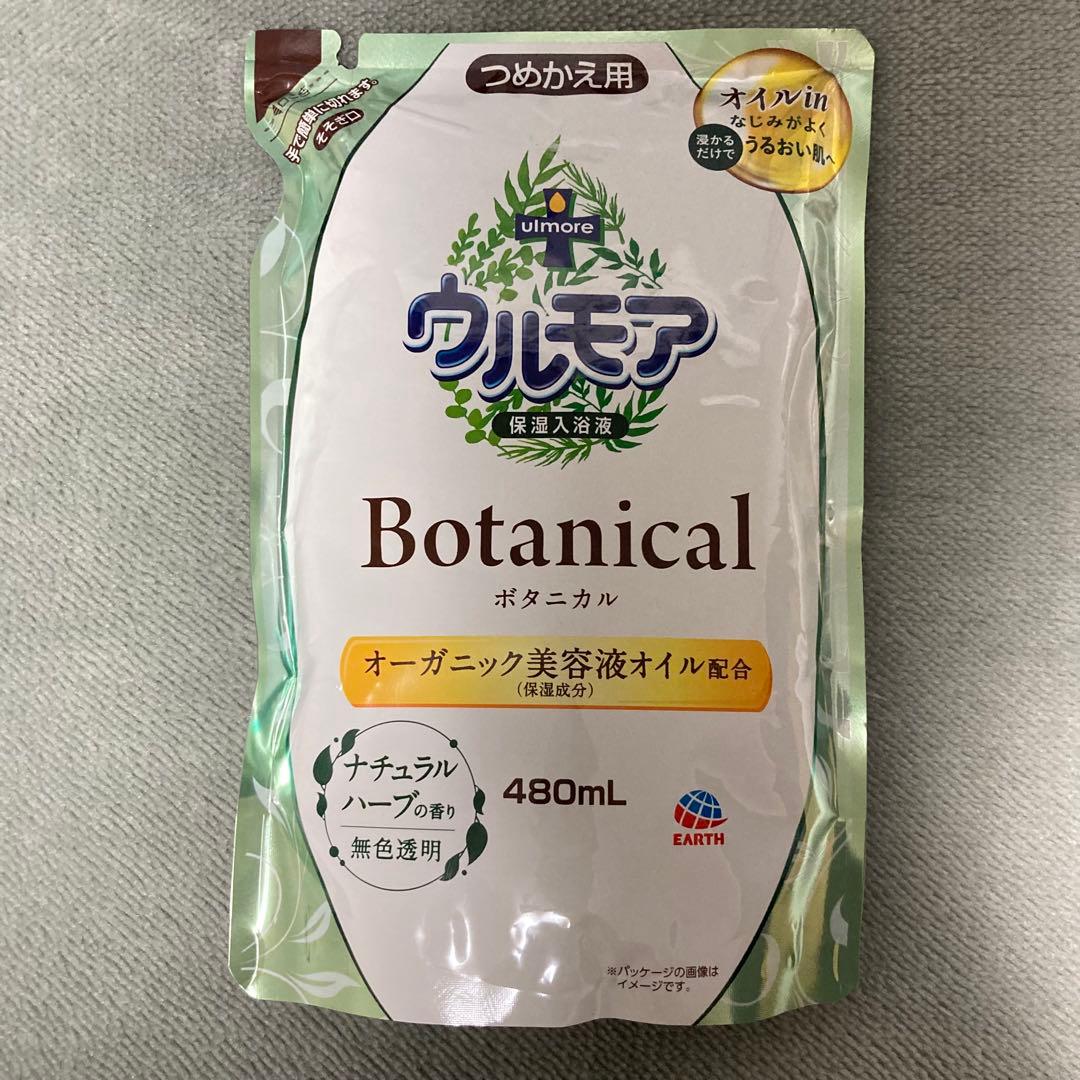 つめかえ用
手で簡単に切れます。
そそぎ口
オイルin
なじみがよく
浸かる
だけで
うるおい肌へ
ulmore
ウルモア
保湿入浴液
Botanical
ボタニカル
オーガニック美容液オイル配合
(保湿成分)
ナチュラル
ハーブの香り
無色透明
480mL
EARTH
※パッケージの画像は
イメージです。